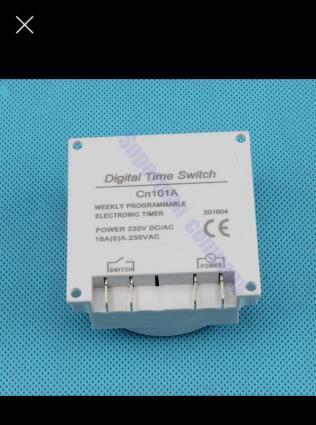 Digital Time Switch
Cn101A
WEEKLY PROGRAMMABLE
ELECTRONIC TIMER
201604
POWER 220V DC/AC
16A(8)A.250VAC
CE
SWITCH
POWER